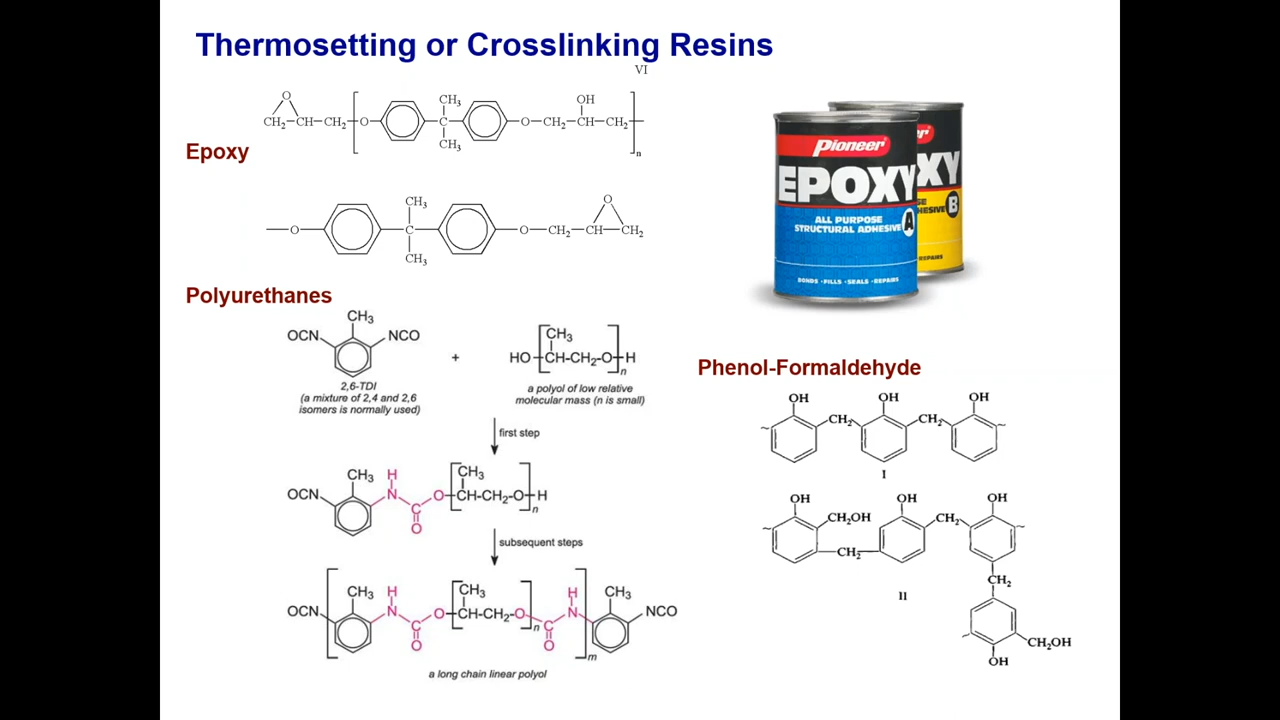 Thermosetting or Crosslinking Resins
VI
O
CH2 CH CH2 O CH3 C CH3 O CH2 OH CH CH2 n
Epoxy
O CH3 C CH3 O CH2 CH O CH2
Pioneer
EPOXY
ALL PURPOSE
STRUCTURAL ADHESIVE
A
BONDS · FILLS · SEALS · REPAIRS
XY
B
REPAIRS
Polyurethanes
OCN CH3 NCO
+
HO CH3 CH-CH2-O n H
2,6-TDI
(a mixture of 2,4 and 2,6
isomers is normally used)
a polyol of low relative
molecular mass (n is small)
first step
OCN CH3 H N C O O CH3 CH-CH2-O n H
subsequent steps
OCN CH3 H N C O O CH3 CH-CH2-O n C O H N m CH3 NCO
a long chain linear polyol
Phenol-Formaldehyde
~ OH CH2 OH CH2 OH ~
I
~ OH CH2OH CH2 OH CH2 OH ~
CH2
II
~ CH2OH
OH